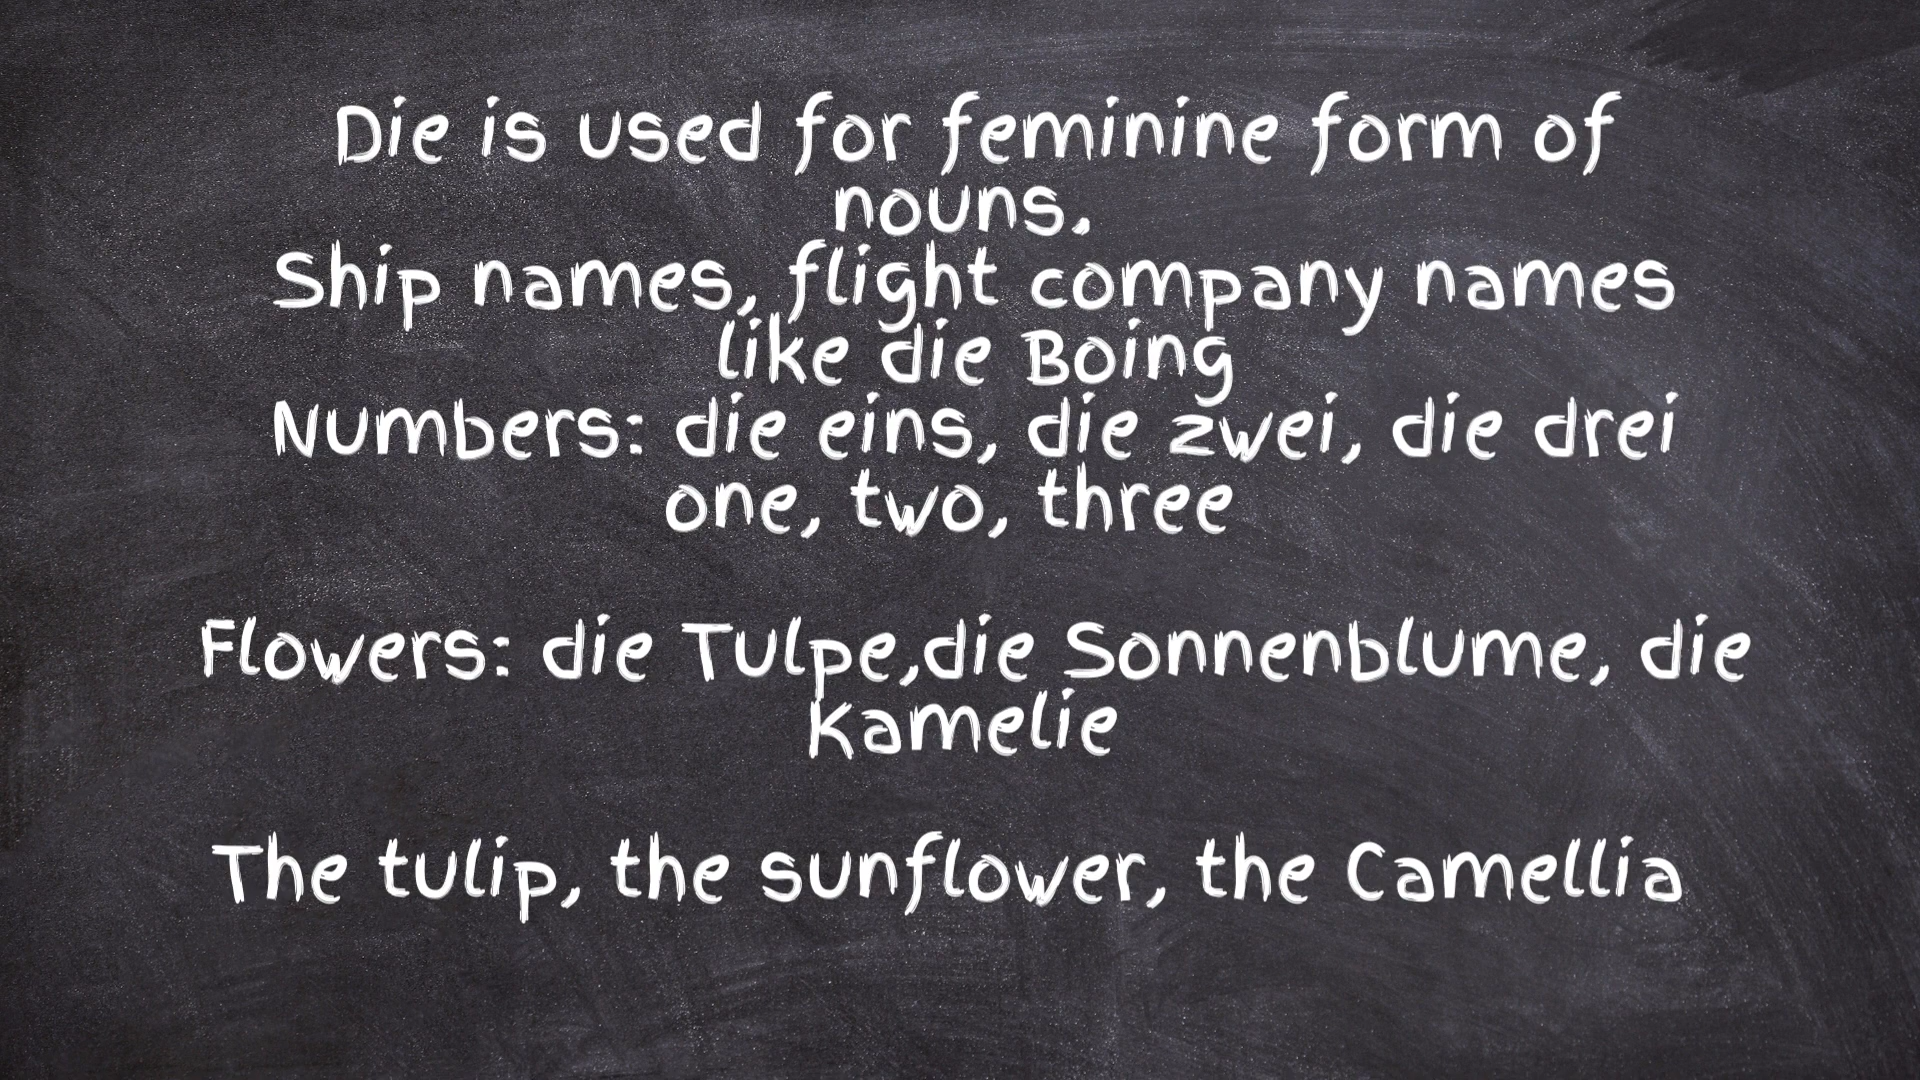 Die is used for feminine form of
nouns.
Ship names, flight company names
like die Boing
Numbers: die eins, die zwei, die drei
one, two, three
Flowers: die Tulpe,die Sonnenblume, die
Kamelie
The tulip, the sunflower, the Camellia